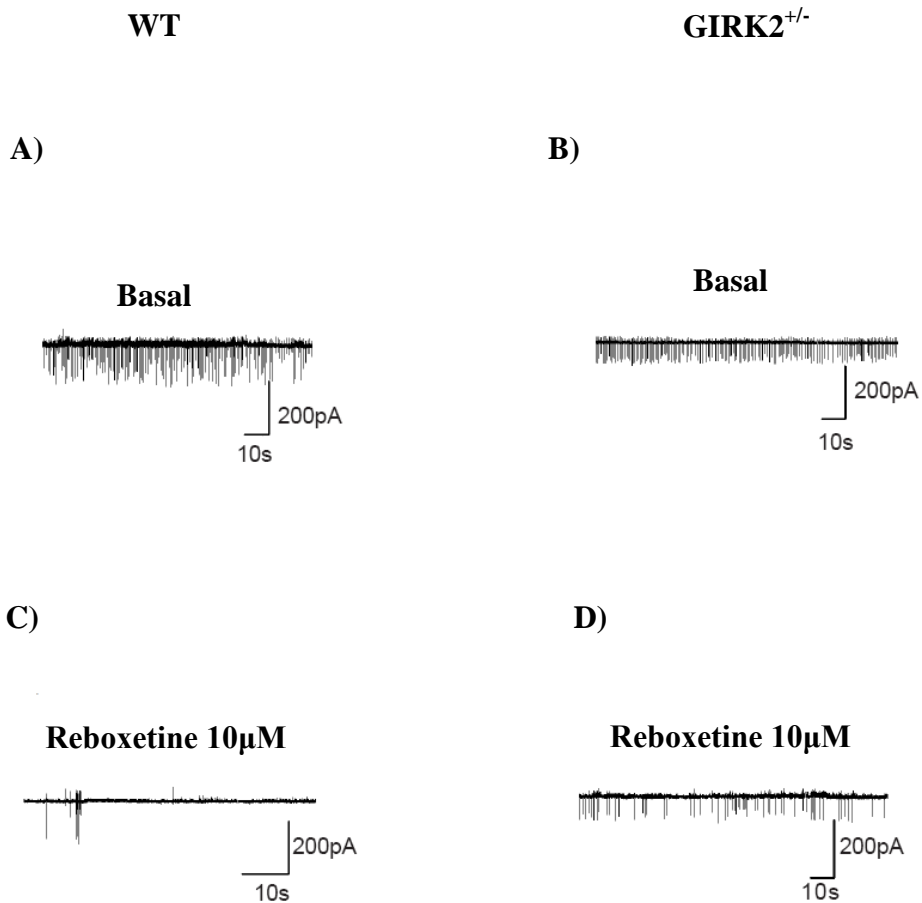 WT
GIRK2+/-
A)
B)
Basal
Basal
200pA
10s
200pA
10s
C)
D)
Reboxetine 10µM
Reboxetine 10µM
200pA
10s
200pA
10s